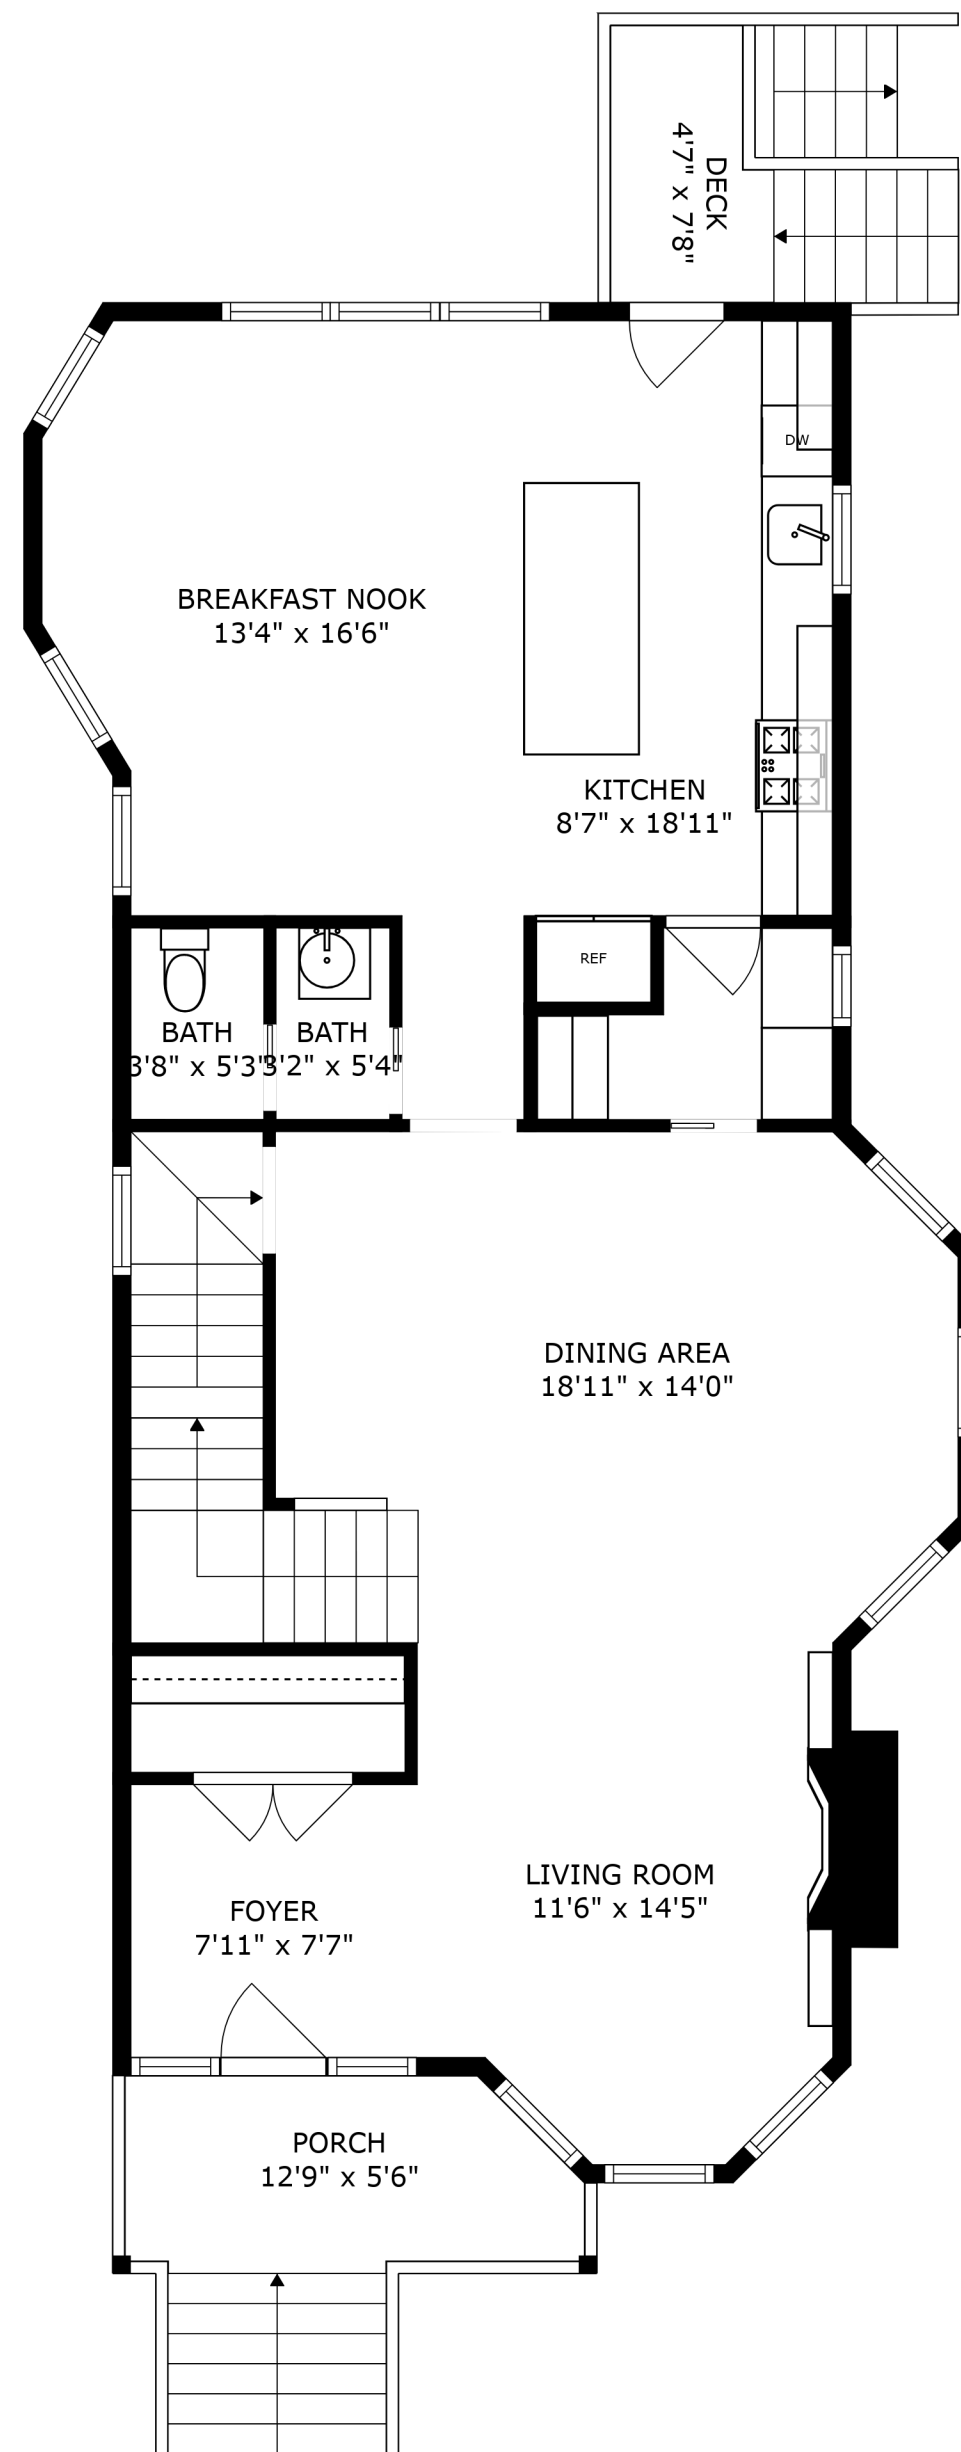 DECK
4'7" x 7'8"
DW
BREAKFAST NOOK
13'4" x 16'6"
KITCHEN
8'7" x 18'11"
REF
BATH
3'8" x 5'3"
BATH
3'2" x 5'4"
DINING AREA
18'11" x 14'0"
LIVING ROOM
11'6" x 14'5"
FOYER
7'11" x 7'7"
PORCH
12'9" x 5'6"